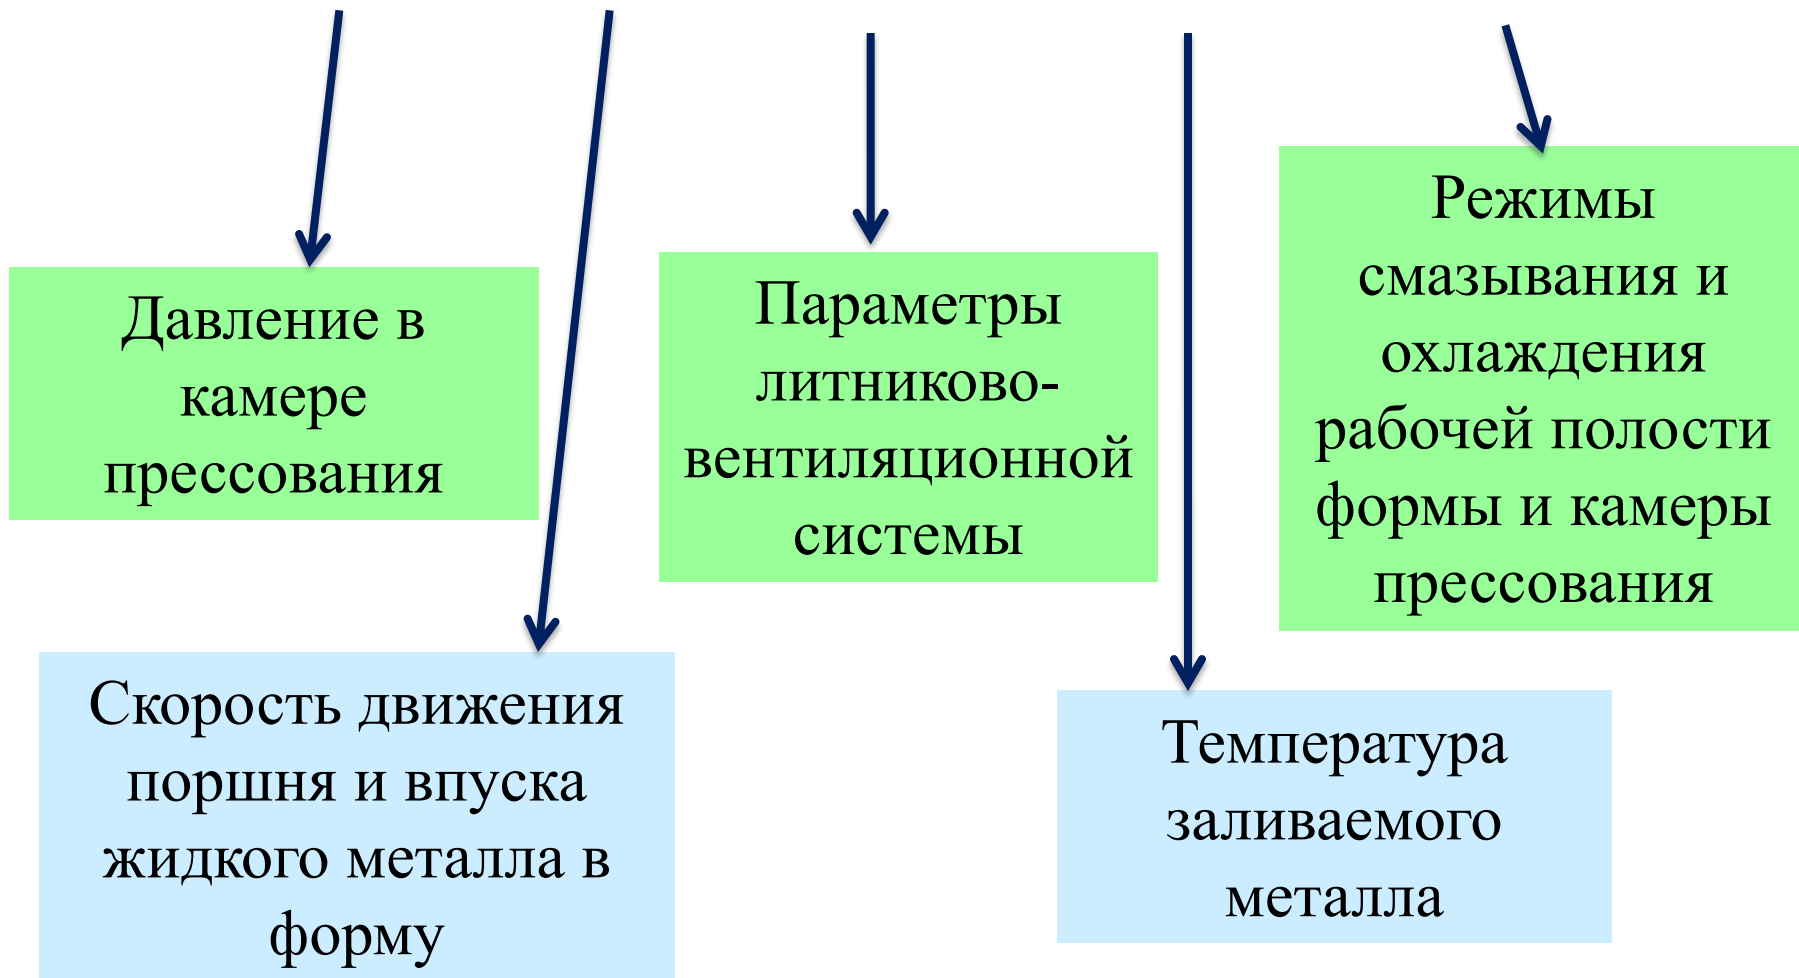 Давление в
камере
прессования
Скорость движения
поршня и впуска
жидкого металла в
форму
Параметры
литниково-
вентиляционной
системы
Температура
заливаемого
металла
Режимы
смазывания и
охлаждения
рабочей полости
формы и камеры
прессования